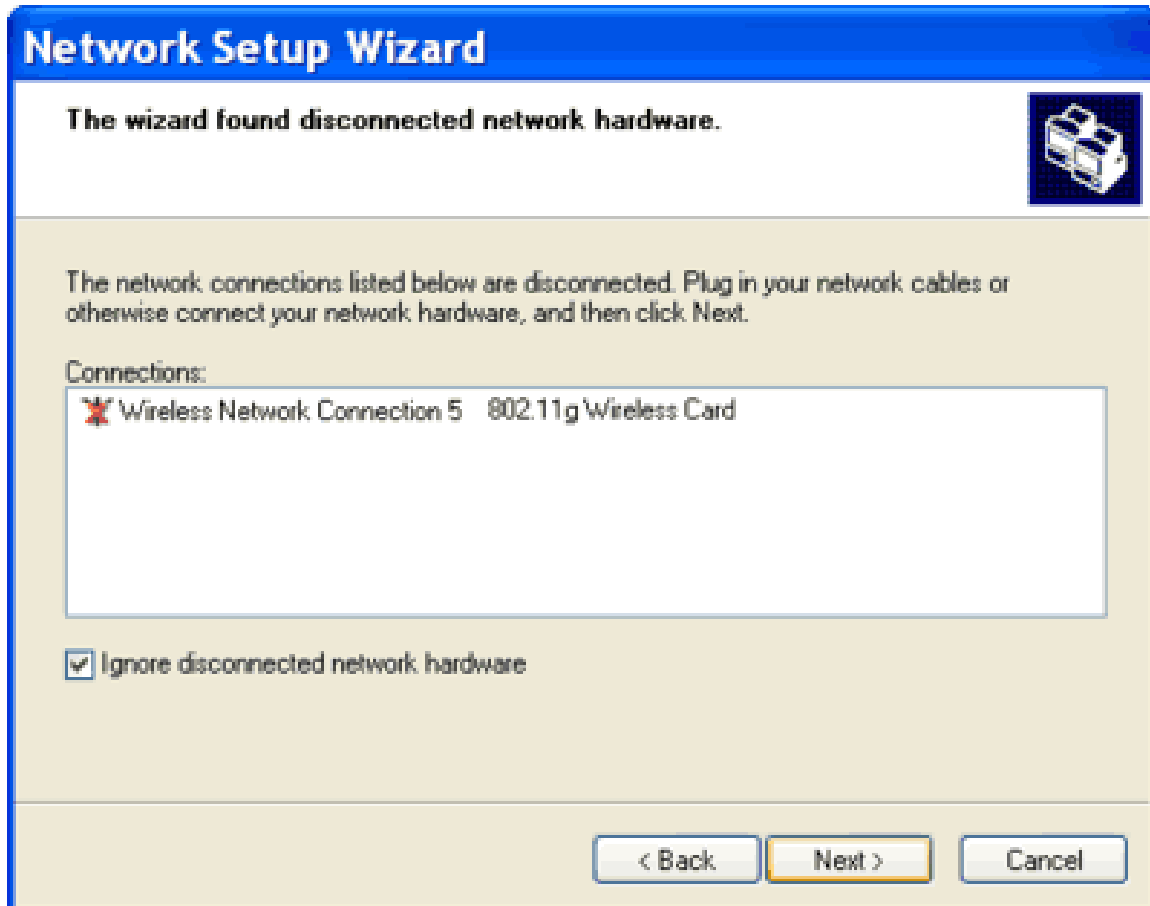 Network Setup Wizard
The wizard found disconnected network hardware.
The network connections listed below are disconnected. Plug in your network cables or
otherwise connect your network hardware, and then click Next.
Connections:
Wireless Network Connection 5 802.11g Wireless Card
Ignore disconnected network hardware
< Back Next > Cancel